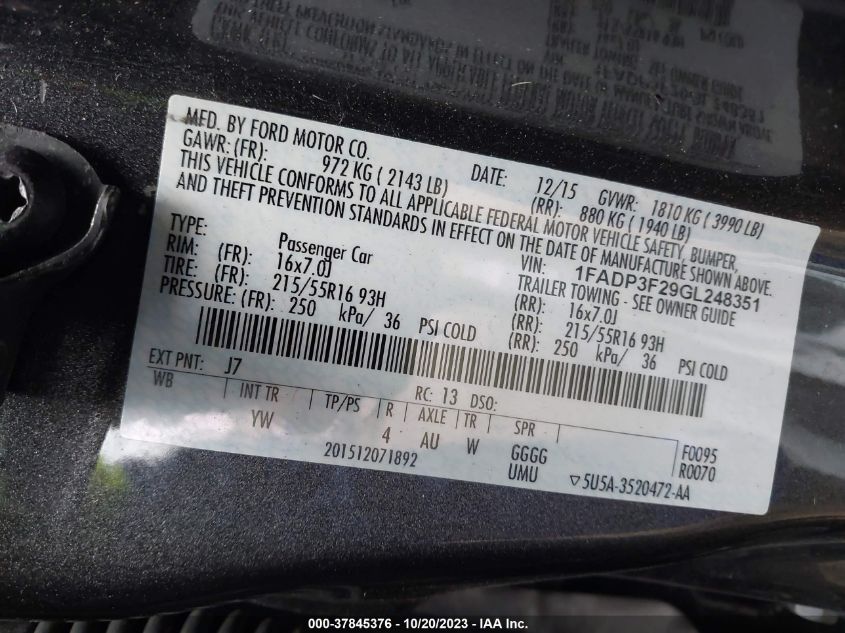 MFD. BY FORD MOTOR CO.
DATE: 12/15 GVWR: 1810 KG ( 3990 LB)
GAWR: (FR): 972 KG ( 2143 LB) (RR): 880 KG ( 1940 LB)
THIS VEHICLE CONFORMS TO ALL APPLICABLE FEDERAL MOTOR VEHICLE SAFETY, BUMPER,
AND THEFT PREVENTION STANDARDS IN EFFECT ON THE DATE OF MANUFACTURE SHOWN ABOVE.
VIN: 1FADP3F29GL248351
TYPE: Passenger Car TRAILER TOWING - SEE OWNER GUIDE
RIM: (FR): 16x7.0J (RR): 16x7.0J
TIRE: (FR): 215/55R16 93H (RR): 215/55R16 93H
PRESSURE: (FR): 250 kPa/ 36 PSI COLD (RR): 250 kPa/ 36 PSI COLD
EXT PNT: J7 RC: 13 DSO:
WB INT TR TP/PS R AXLE TR SPR
YW 4 AU W GGGG F0095
201512071892 UMU R0070
▽5U5A-3520472-AA
000-37845376 - 10/20/2023 - IAA Inc.